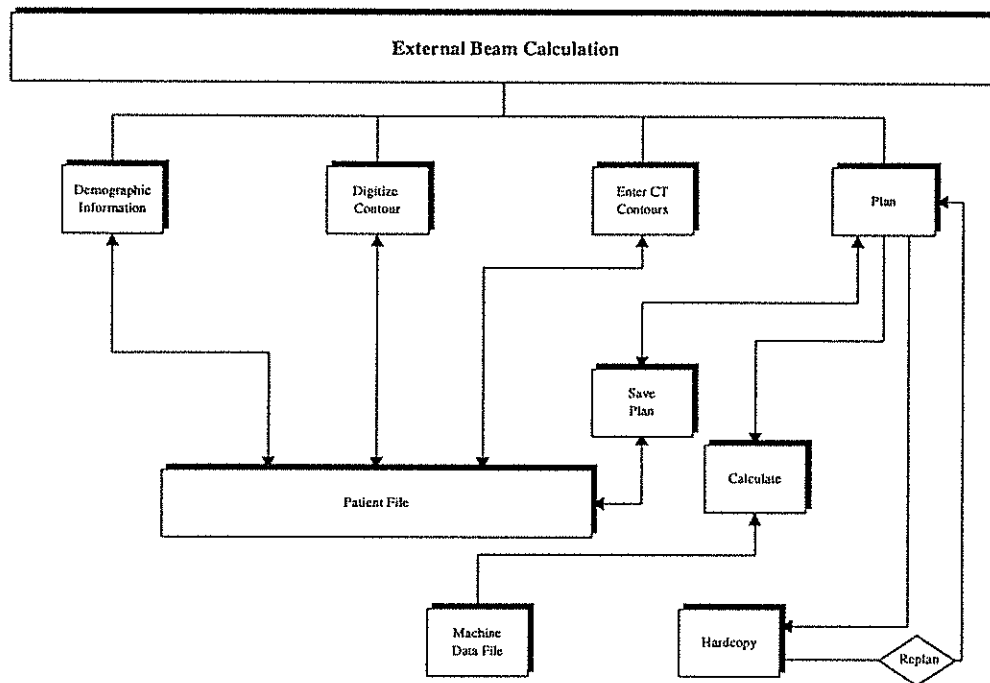 External Beam Calculation
Demographic
Information
Digitize
Contour
Enter CT
Contours
Plan
Save
Plan
Calculate
Patient File
Machine
Data File
Hardcopy
Replan